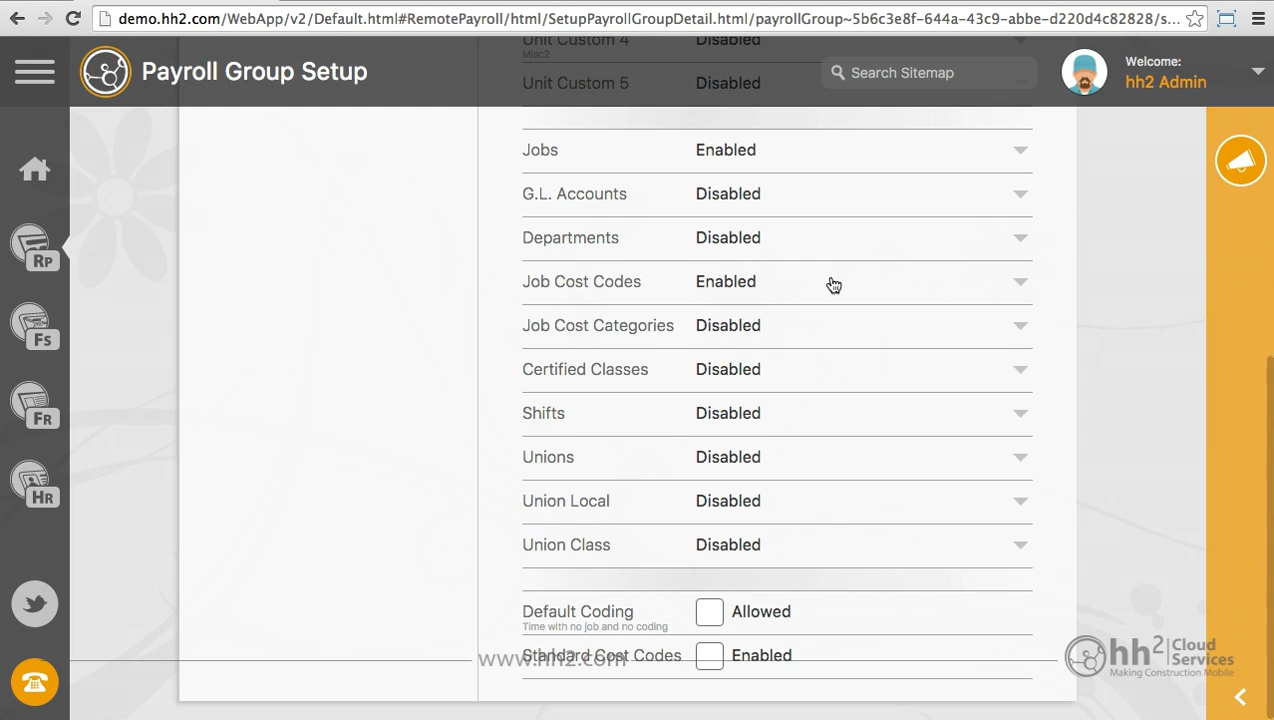 demo.hh2.com/WebApp/v2/Default.html#RemotePayroll/html/SetupPayrollGroupDetail.html/payrollGroup~5b6c3e8f-644a-43c9-abbe-d220d4c82828/s...
Payroll Group Setup
Search Sitemap
Welcome:
hh2 Admin
Unit Custom 4 Disabled
Misc2
Unit Custom 5 Disabled
Jobs Enabled
G.L. Accounts Disabled
Departments Disabled
Job Cost Codes Enabled
Job Cost Categories Disabled
Certified Classes Disabled
Shifts Disabled
Unions Disabled
Union Local Disabled
Union Class Disabled
Default Coding Allowed
Time with no job and no coding
Standard Cost Codes Enabled
www.hh2.com
Rp
Fs
FR
HR
hh2 Cloud
Services
Making Construction Mobile